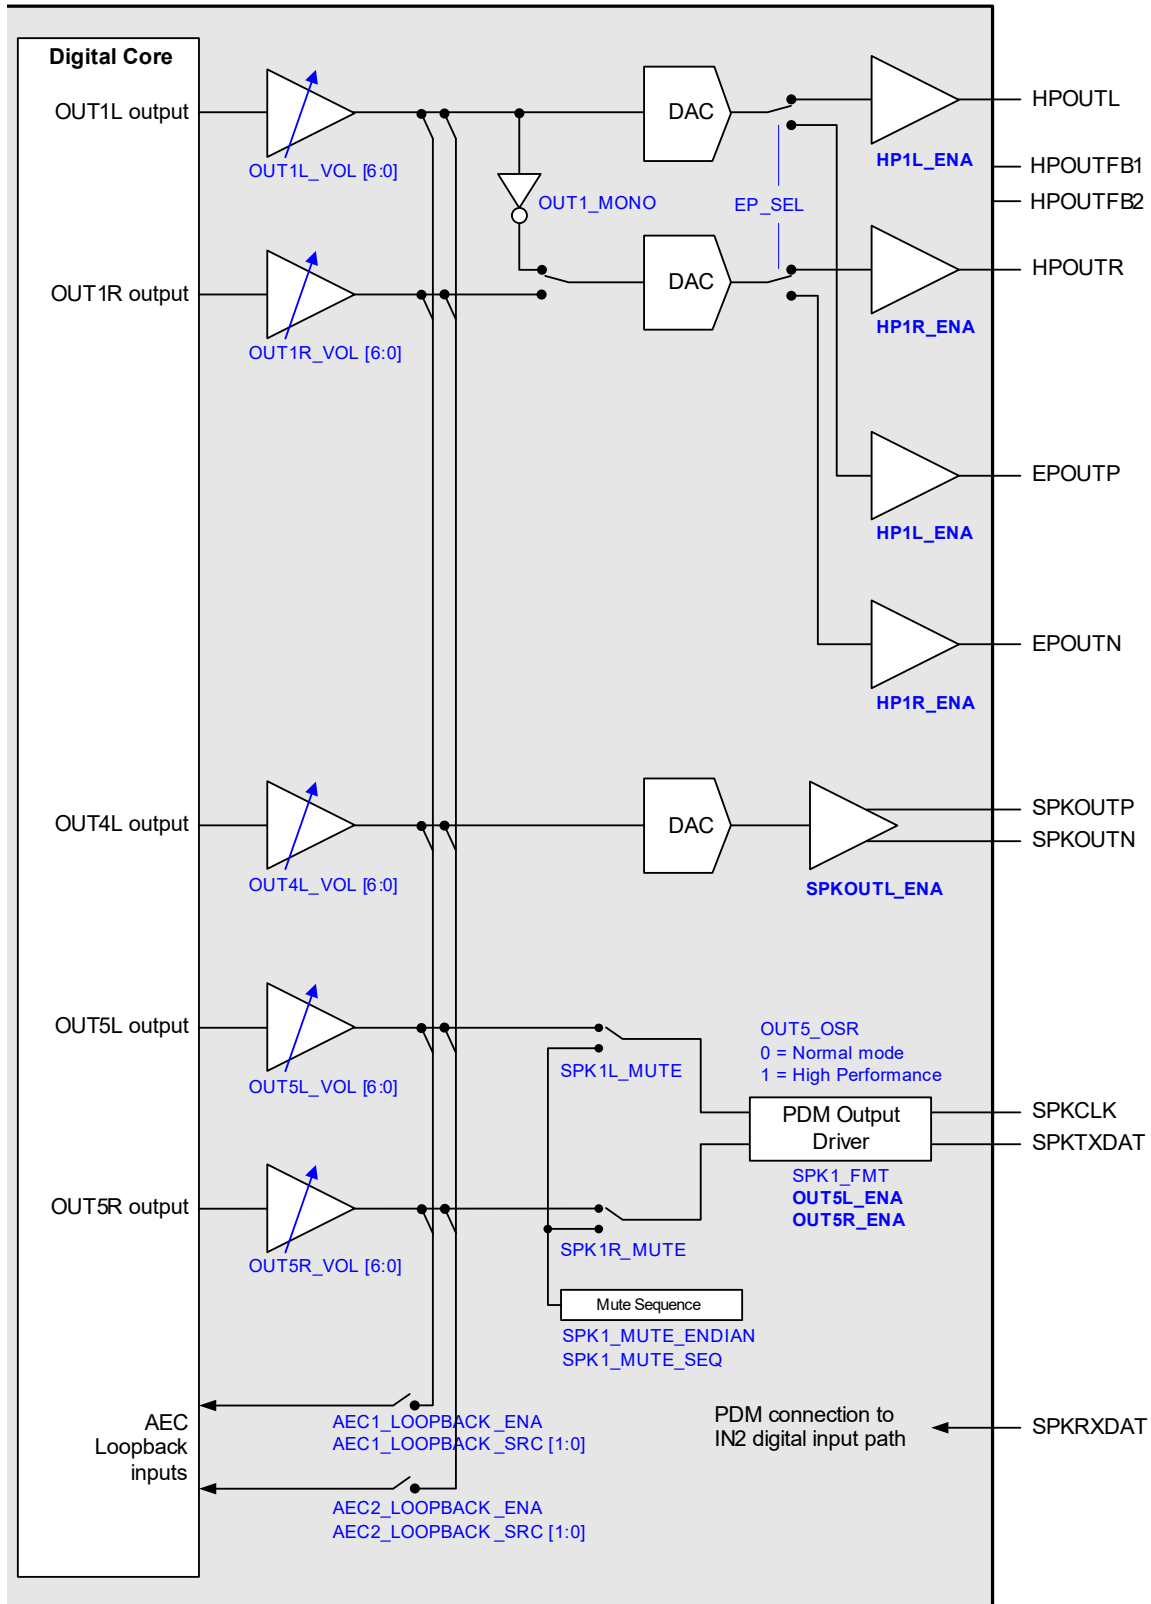 Digital Core
OUT1L output
OUT1L_VOL [6:0]
DAC
HP1L_ENA
HPOUTL
HPOUTFB1
HPOUTFB2
OUT1_MONO
EP_SEL
OUT1R output
OUT1R_VOL [6:0]
DAC
HP1R_ENA
HPOUTR
HP1L_ENA
EPOUTP
HP1R_ENA
EPOUTN
OUT4L output
OUT4L_VOL [6:0]
DAC
SPKOUTL_ENA
SPKOUTP
SPKOUTN
OUT5L output
OUT5L_VOL [6:0]
SPK1L_MUTE
OUT5_OSR
0 = Normal mode
1 = High Performance
PDM Output
Driver
SPKCLK
SPKTXDAT
SPK1_FMT
OUT5L_ENA
OUT5R_ENA
OUT5R output
OUT5R_VOL [6:0]
SPK1R_MUTE
Mute Sequence
SPK1_MUTE_ENDIAN
SPK1_MUTE_SEQ
AEC
Loopback
inputs
AEC1_LOOPBACK_ENA
AEC1_LOOPBACK_SRC [1:0]
AEC2_LOOPBACK_ENA
AEC2_LOOPBACK_SRC [1:0]
PDM connection to
IN2 digital input path
SPKRXDAT